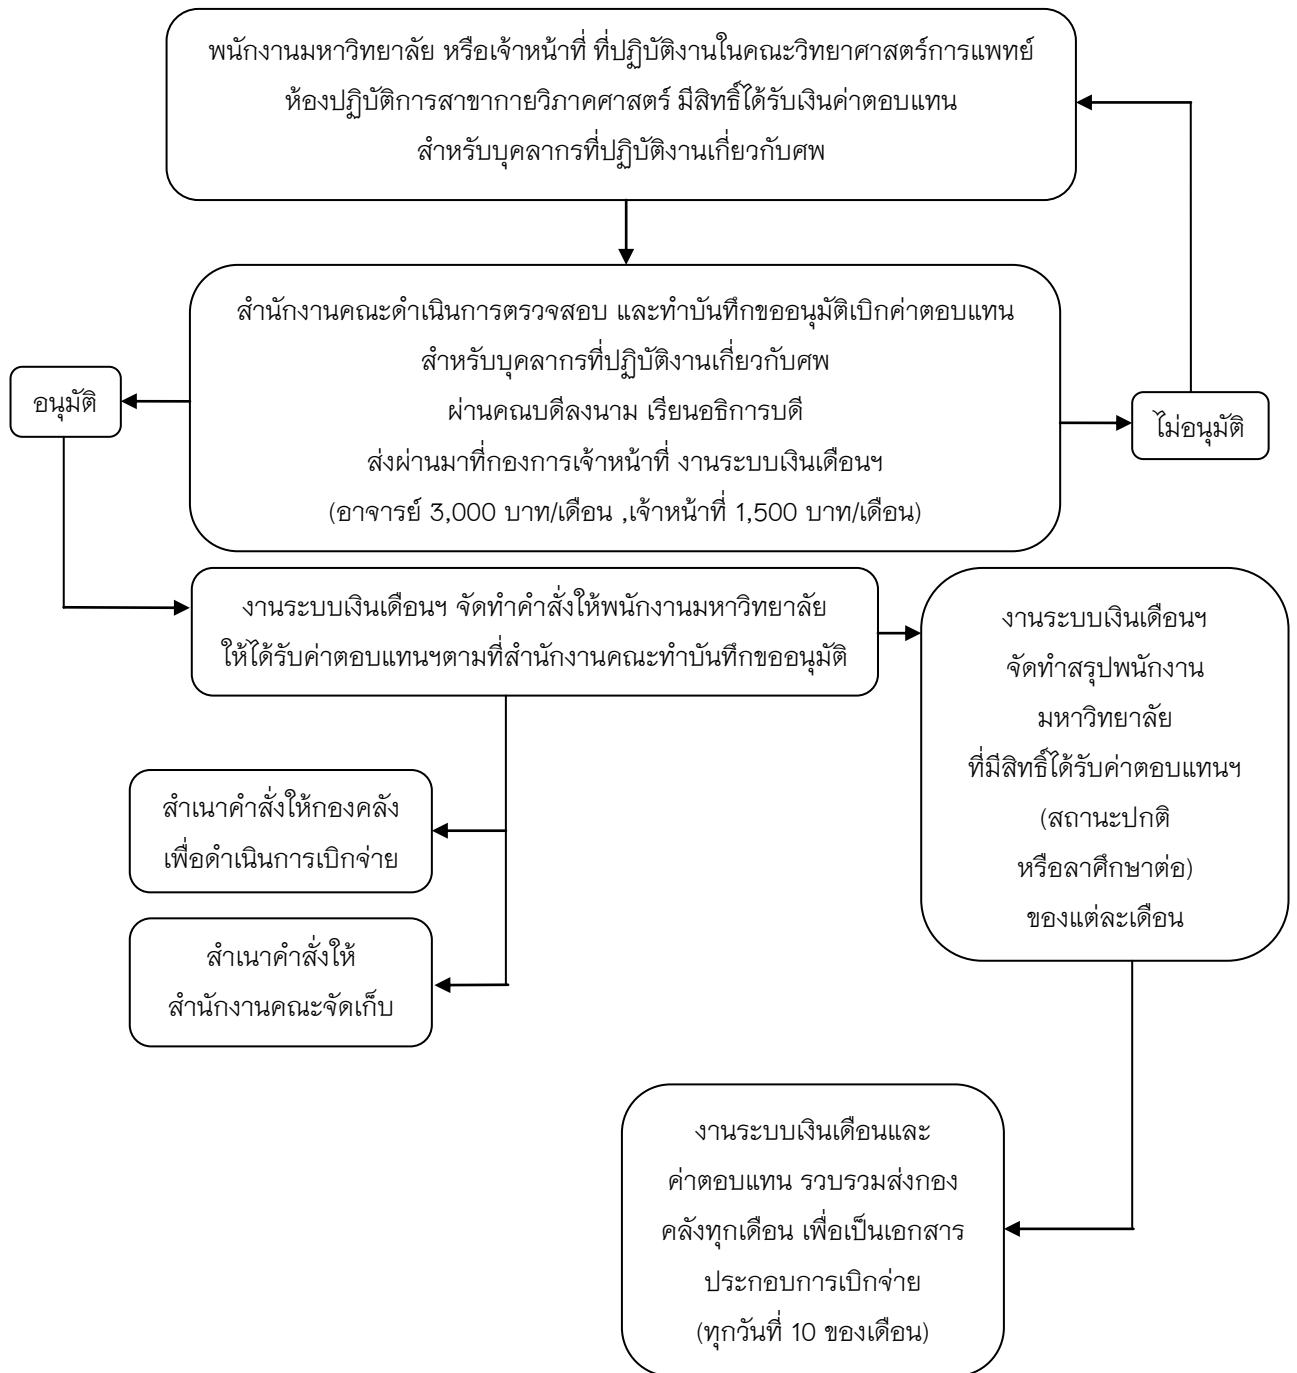 พนักงานมหาวิทยาลัย หรือเจ้าหน้าที่ ที่ปฏิบัติงานในคณะวิทยาศาสตร์การแพทย์
ห้องปฏิบัติการสาขากายวิภาคศาสตร์ มีสิทธิ์ได้รับเงินค่าตอบแทน
สำหรับบุคลากรที่ปฏิบัติงานเกี่ยวกับศพ
สำนักงานคณะดำเนินการตรวจสอบ และทำบันทึกขออนุมัติเบิกค่าตอบแทน
สำหรับบุคลากรที่ปฏิบัติงานเกี่ยวกับศพ
ผ่านคณบดีลงนาม เรียนอธิการบดี
ส่งผ่านมาที่กองการเจ้าหน้าที่ งานระบบเงินเดือนฯ
(อาจารย์ 3,000 บาท/เดือน ,เจ้าหน้าที่ 1,500 บาท/เดือน)
อนุมัติ
ไม่อนุมัติ
งานระบบเงินเดือนฯ จัดทำคำสั่งให้พนักงานมหาวิทยาลัย
ให้ได้รับค่าตอบแทนฯตามที่สำนักงานคณะทำบันทึกขออนุมัติ
งานระบบเงินเดือนฯ
จัดทำสรุปพนักงาน
มหาวิทยาลัย
ที่มีสิทธิ์ได้รับค่าตอบแทนฯ
(สถานะปกติ
หรือลาศึกษาต่อ)
ของแต่ละเดือน
สำเนาคำสั่งให้กองคลัง
เพื่อดำเนินการเบิกจ่าย
สำเนาคำสั่งให้
สำนักงานคณะจัดเก็บ
งานระบบเงินเดือนและ
ค่าตอบแทน รวบรวมส่งกอง
คลังทุกเดือน เพื่อเป็นเอกสาร
ประกอบการเบิกจ่าย
(ทุกวันที่ 10 ของเดือน)